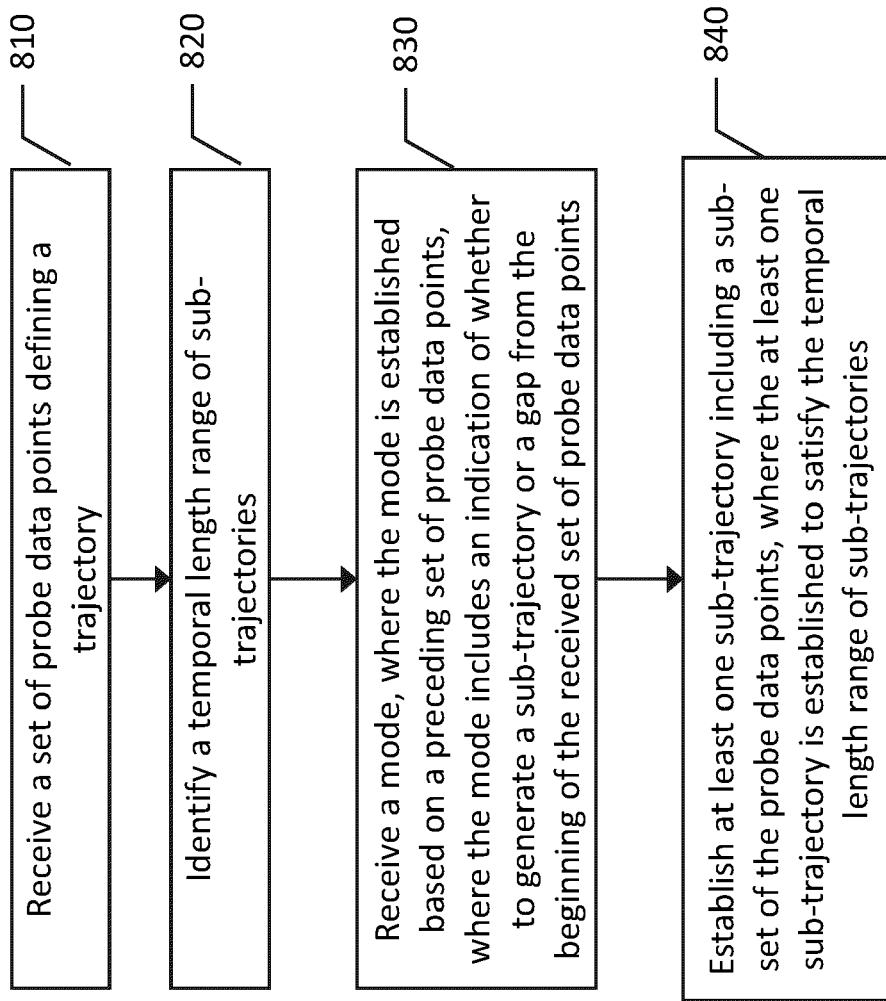 Receive a set of probe data points defining a
trajectory
810
Identify a temporal length range of sub-
trajectories
820
Receive a mode, where the mode is established
based on a preceding set of probe data points,
where the mode includes an indication of whether
to generate a sub-trajectory or a gap from the
beginning of the received set of probe data points
830
Establish at least one sub-trajectory including a sub-
set of the probe data points, where the at least one
sub-trajectory is established to satisfy the temporal
length range of sub-trajectories
840